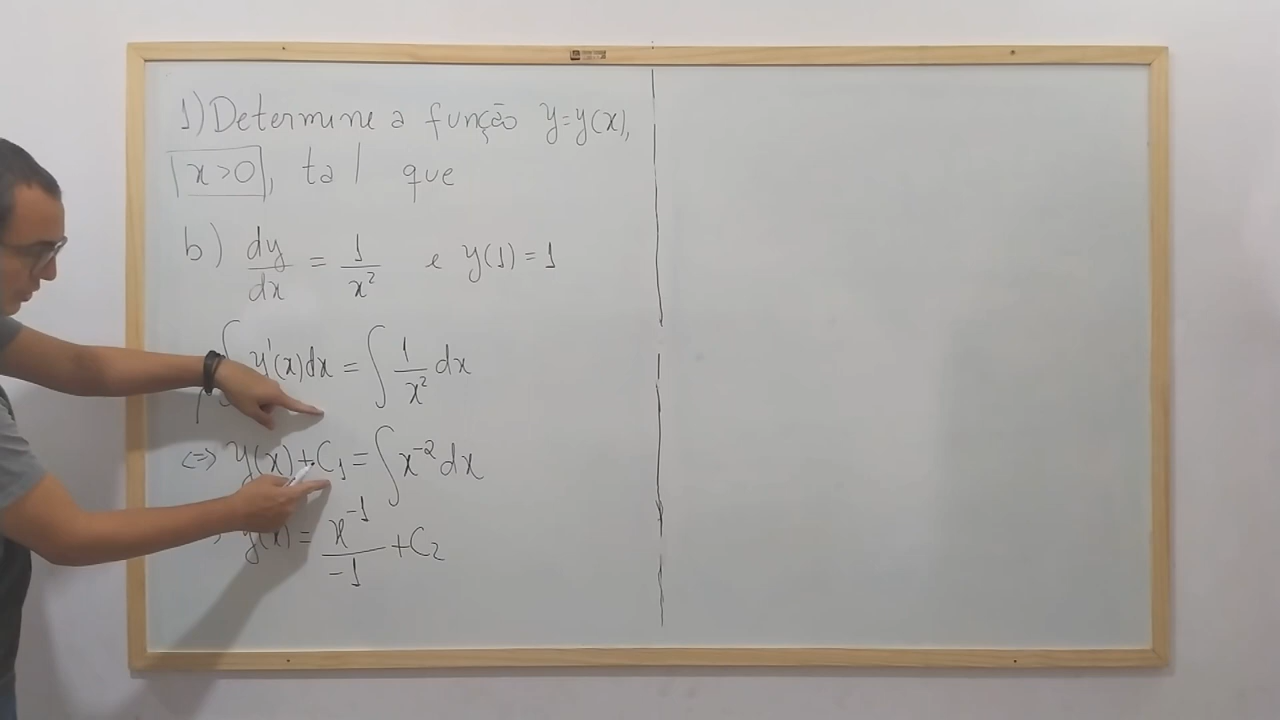 1) Determine a função y=y(x),
x>0, tal que
b) dy/dx = 1/x² e y(1)=1
∫ y'(x)dx = ∫ 1/x² dx
⇔ y(x)+C₁ = ∫ x⁻² dx
y(x) = x⁻¹/-1 + C₂